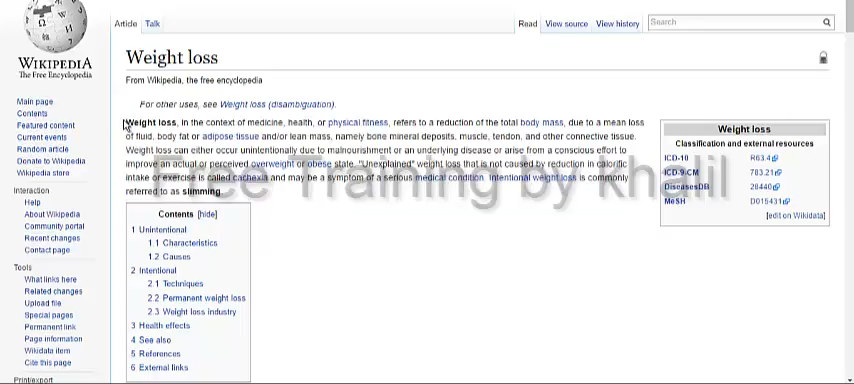 WIKIPEDIA
The Free Encyclopedia
Main page
Contents
Featured content
Current events
Random article
Donate to Wikipedia
Wikipedia store
Interaction
Help
About Wikipedia
Community portal
Recent changes
Contact page
Tools
What links here
Related changes
Upload file
Special pages
Permanent link
Page information
Wikidata item
Cite this page
Print/export
Article Talk
Read View source View history
Search
Weight loss
From Wikipedia, the free encyclopedia
For other uses, see Weight loss (disambiguation).
Weight loss, in the context of medicine, health, or physical fitness, refers to a reduction of the total body mass, due to a mean loss
of fluid, body fat or adipose tissue and/or lean mass, namely bone mineral deposits, muscle, tendon, and other connective tissue.
Weight loss can either occur unintentionally due to malnourishment or an underlying disease or arise from a conscious effort to
improve an actual or perceived overweight or obese state. "Unexplained" weight loss that is not caused by reduction in calorific
intake or exercise is called cachexia and may be a symptom of a serious medical condition. Intentional weight loss is commonly
referred to as slimming.
Free Training by khalil
Weight loss
Classification and external resources
ICD-10 R63.4
ICD-9-CM 783.21
DiseasesDB 28440
MeSH D015431
[edit on Wikidata]
Contents [hide]
1 Unintentional
1.1 Characteristics
1.2 Causes
2 Intentional
2.1 Techniques
2.2 Permanent weight loss
2.3 Weight loss industry
3 Health effects
4 See also
5 References
6 External links